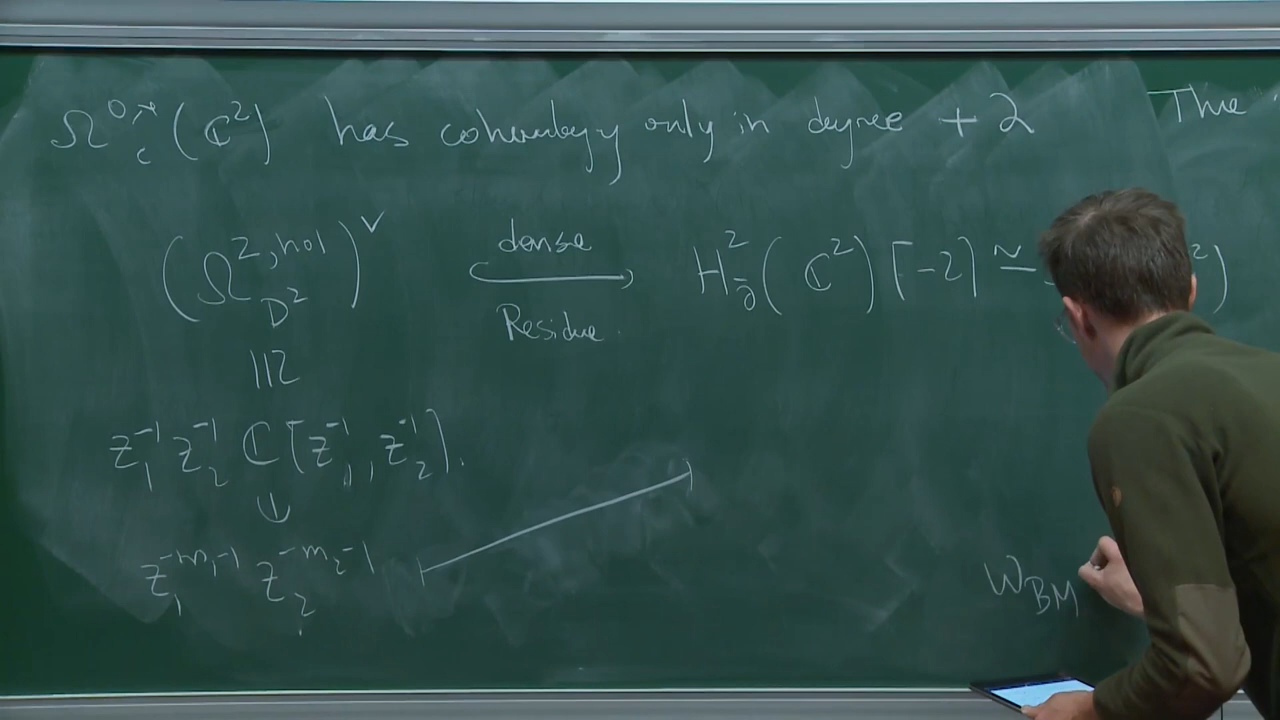 Ω_c^{0,*}(ℂ²) has cohomology only in degree +2 The
(Ω^{2,hol}_{D²})^∨ dense H²_{∂̄}(ℂ²)[-2] ≅ ²)
Residue.
z₁⁻¹ z₂⁻¹ ℂ[z₁⁻¹, z₂⁻¹].
z₁^{-m₁-1} z₂^{-m₂-1}
ω_{BM}